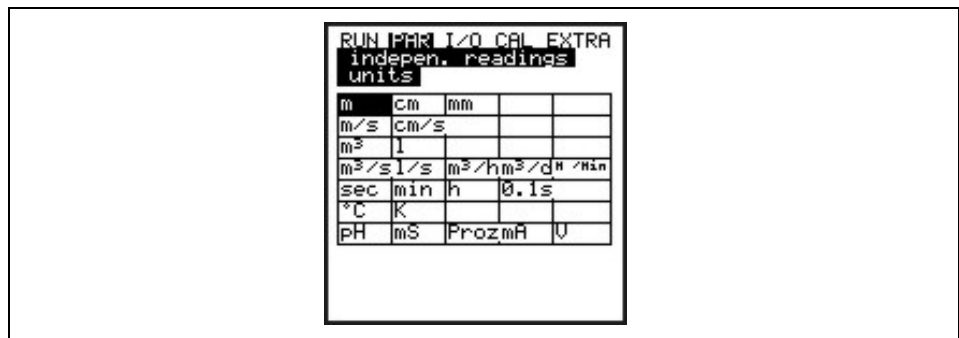 RUN PAR I/O CAL EXTRA
indepen. readings
units
m cm mm
m/s cm/s
m³ l
m³/s l/s m³/h m³/d M /Min
sec min h 0.1s
°C K
pH mS Proz mA V